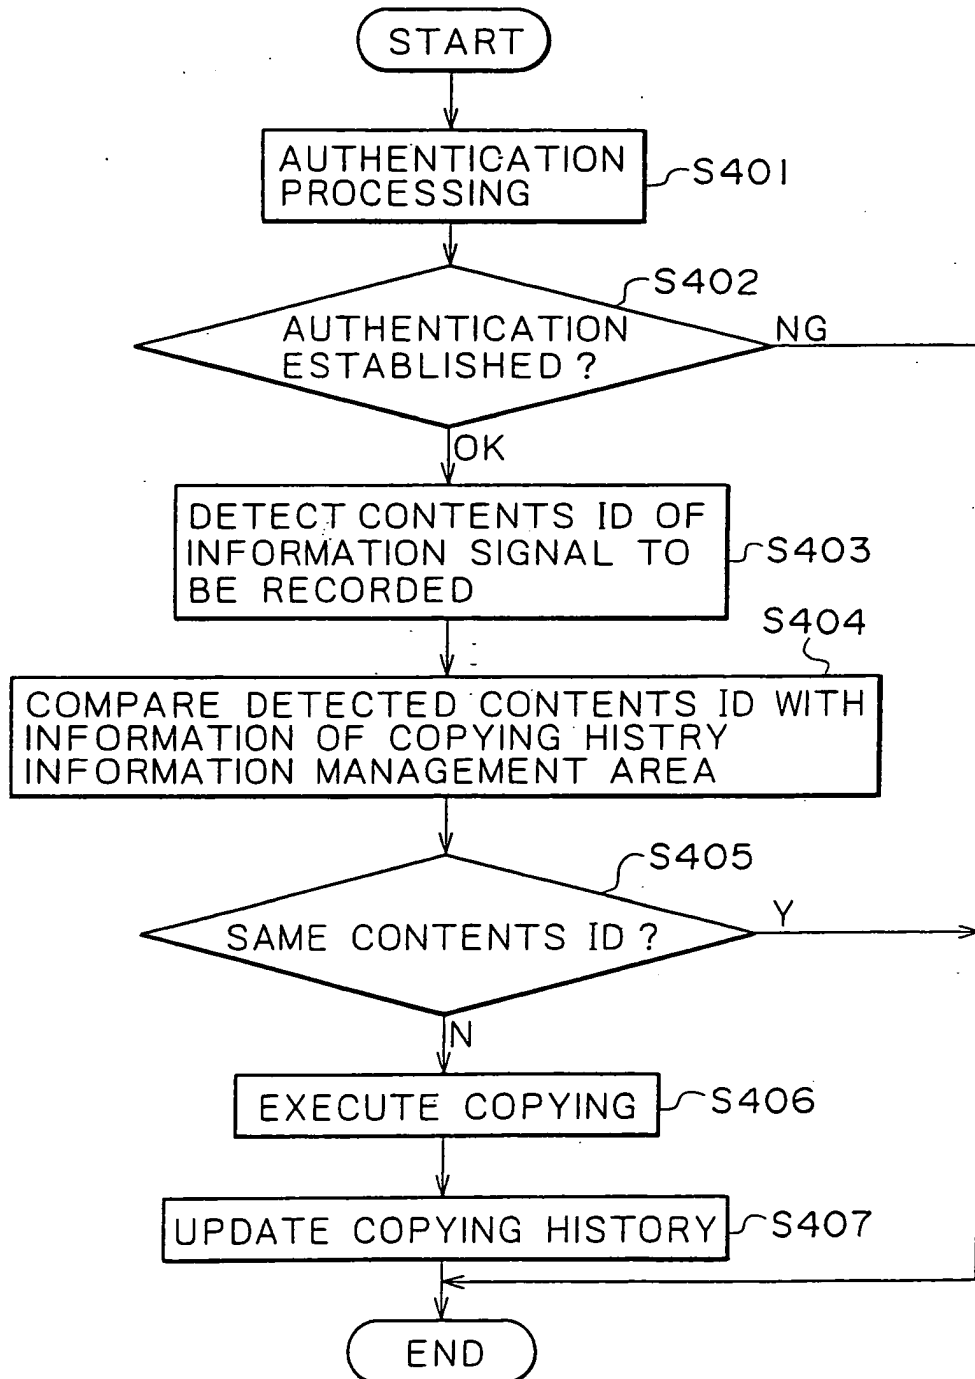 START
AUTHENTICATION
PROCESSING
S401
S402
AUTHENTICATION
ESTABLISHED ?
NG
OK
DETECT CONTENTS ID OF
INFORMATION SIGNAL TO
BE RECORDED
S403
S404
COMPARE DETECTED CONTENTS ID WITH
INFORMATION OF COPYING HISTRY
INFORMATION MANAGEMENT AREA
S405
SAME CONTENTS ID ?
Y
N
EXECUTE COPYING
S406
UPDATE COPYING HISTORY
S407
END